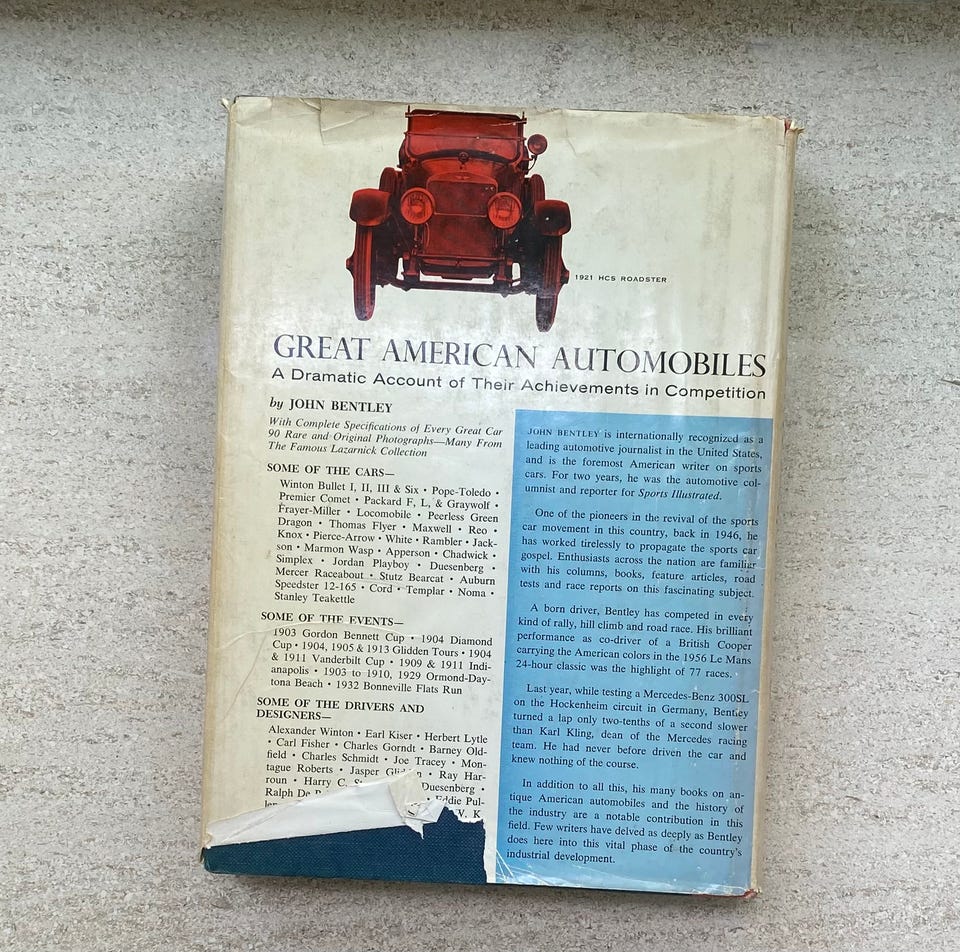 1921 HCS ROADSTER
GREAT AMERICAN AUTOMOBILES
A Dramatic Account of Their Achievements in Competition
by JOHN BENTLEY
With Complete Specifications of Every Great Car
90 Rare and Original Photographs—Many From
The Famous Lazarnick Collection
SOME OF THE CARS—
Winton Bullet I, II, III & Six • Pope-Toledo •
Premier Comet • Packard F, L, & Graywolf •
Frayer-Miller • Locomobile • Peerless Green
Dragon • Thomas Flyer • Maxwell • Reo •
Knox • Pierce-Arrow • White • Rambler • Jack-
son • Marmon Wasp • Apperson • Chadwick •
Simplex • Jordan Playboy • Duesenberg •
Mercer Raceabout • Stutz Bearcat • Auburn
Speedster 12-165 • Cord • Templar • Noma •
Stanley Teakettle
SOME OF THE EVENTS—
1903 Gordon Bennett Cup • 1904 Diamond
Cup • 1904, 1905 & 1913 Glidden Tours • 1904
& 1911 Vanderbilt Cup • 1909 & 1911 Indi-
anapolis • 1903 to 1910, 1929 Ormond-Day-
tona Beach • 1932 Bonneville Flats Run
SOME OF THE DRIVERS AND
DESIGNERS—
Alexander Winton • Earl Kiser • Herbert Lytle
• Carl Fisher • Charles Gorndt • Barney Old-
field • Charles Schmidt • Joe Tracey • Mon-
tague Roberts • Jasper • Ray Har-
roun • Harry C. Duesenberg •
Ralph De • Eddie Pul-
W. K.
JOHN BENTLEY is internationally recognized as a
leading automotive journalist in the United States,
and is the foremost American writer on sports
cars. For two years, he was the automotive col-
umnist and reporter for Sports Illustrated.
One of the pioneers in the revival of the sports
car movement in this country, back in 1946, he
has worked tirelessly to propagate the sports car
gospel. Enthusiasts across the nation are familiar
with his columns, books, feature articles, road
tests and race reports on this fascinating subject.
A born driver, Bentley has competed in every
kind of rally, hill climb and road race. His brilliant
performance as co-driver of a British Cooper
carrying the American colors in the 1956 Le Mans
24-hour classic was the highlight of 77 races.
Last year, while testing a Mercedes-Benz 300SL
on the Hockenheim circuit in Germany, Bentley
turned a lap only two-tenths of a second slower
than Karl Kling, dean of the Mercedes racing
team. He had never before driven the car and
knew nothing of the course.
In addition to all this, his many books on an-
tique American automobiles and the history of
the industry are a notable contribution in this
field. Few writers have delved as deeply as Bentley
does here into this vital phase of the country's
industrial development.